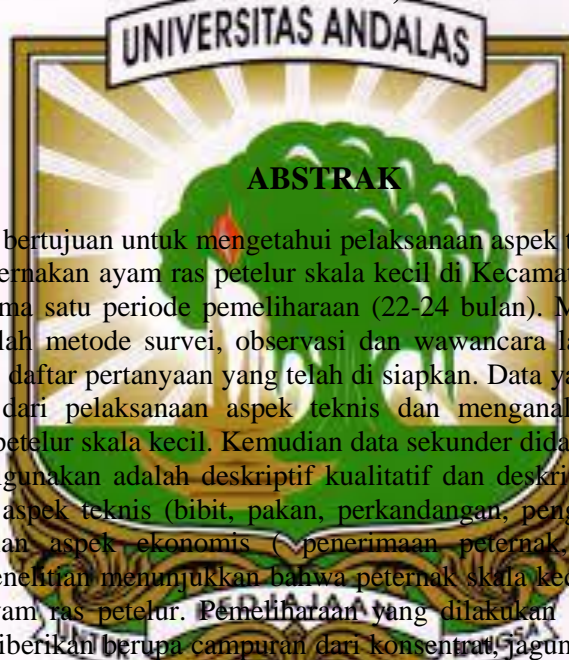 UNIVERSITAS ANDALAS
ABSTRAK
bertujuan untuk mengetahui pelaksanaan aspek
ernakan ayam ras petelur skala kecil di Kecamat
ma satu periode pemeliharaan (22-24 bulan). M
lah metode survei, observasi dan wawancara la
daftar pertanyaan yang telah di siapkan. Data ya
dari pelaksanaan aspek teknis dan menganal
petelur skala kecil. Kemudian data sekunder dida
gunakan adalah deskriptif kualitatif dan deskri
aspek teknis (bibit, pakan, perkandangan, peng
an aspek ekonomis ( penerimaan peternak,
enelitian menunjukkan bahwa peternak skala kec
yam ras petelur. Pemeliharaan yang dilakukan
diberikan berupa campuran dari konsentrat, jagun